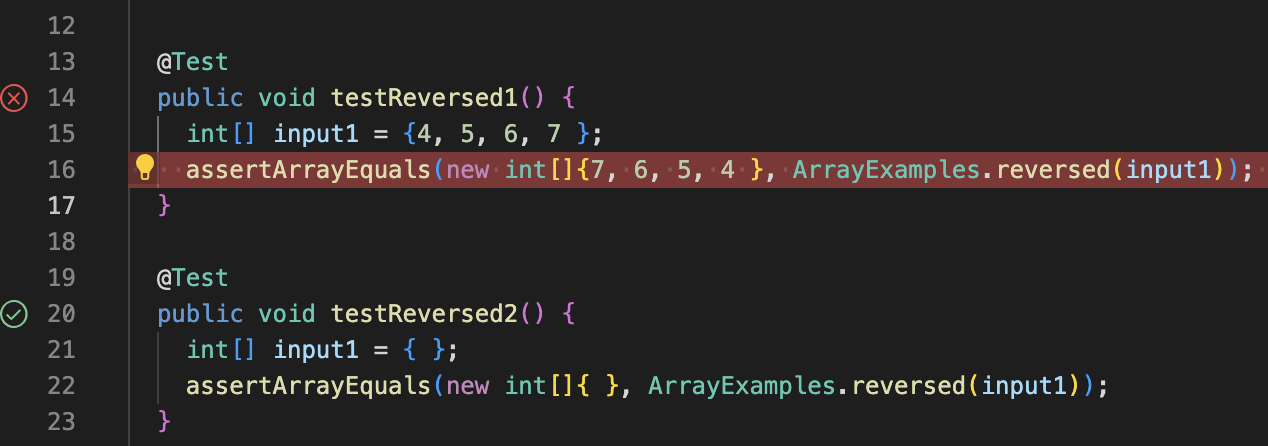 12
13 @Test
14 public void testReversed1() {
15 int[] input1 = {4, 5, 6, 7 };
16 assertArrayEquals(new int[]{7, 6, 5, 4 }, ArrayExamples.reversed(input1));
17 }
18
19 @Test
20 public void testReversed2() {
21 int[] input1 = { };
22 assertArrayEquals(new int[]{ }, ArrayExamples.reversed(input1));
23 }